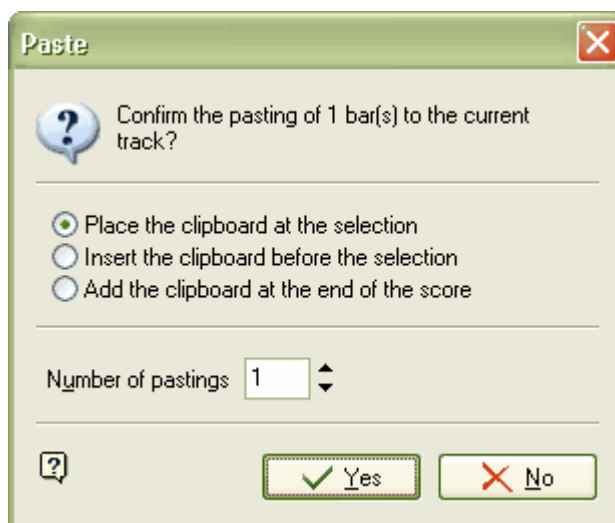 Paste
Confirm the pasting of 1 bar(s) to the current
track?
Place the clipboard at the selection
Insert the clipboard before the selection
Add the clipboard at the end of the score
Number of pastings 1
Yes No